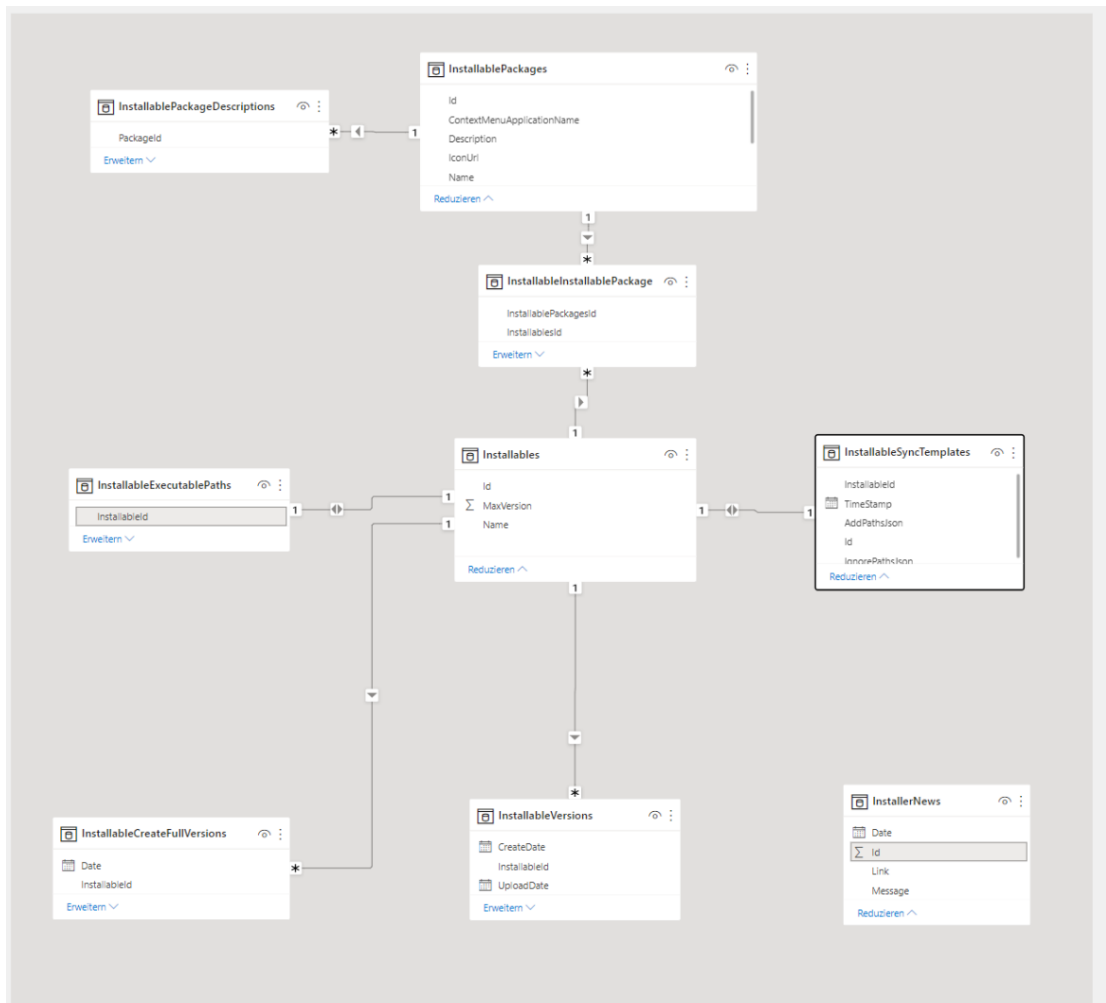 InstallablePackages
Id
ContextMenuApplicationName
Description
IconUrl
Name
Reduzieren
InstallablePackageDescriptions
PackageId
Erweitern
1
*
1
*
InstallableInstallablePackage
InstallablePackagesId
InstallablesId
Erweitern
*
1
Installables
Id
Σ MaxVersion
Name
Reduzieren
InstallableExecutablePaths
InstallableId
Erweitern
1
1
1
1
1
InstallableSyncTemplates
InstallableId
TimeStamp
AddPathsJson
Id
IgnorePathsJson
Reduzieren
1
*
InstallableCreateFullVersions
Date
InstallableId
Erweitern
*
InstallableVersions
CreateDate
InstallableId
UploadDate
Erweitern
InstallerNews
Date
Σ Id
Link
Message
Reduzieren